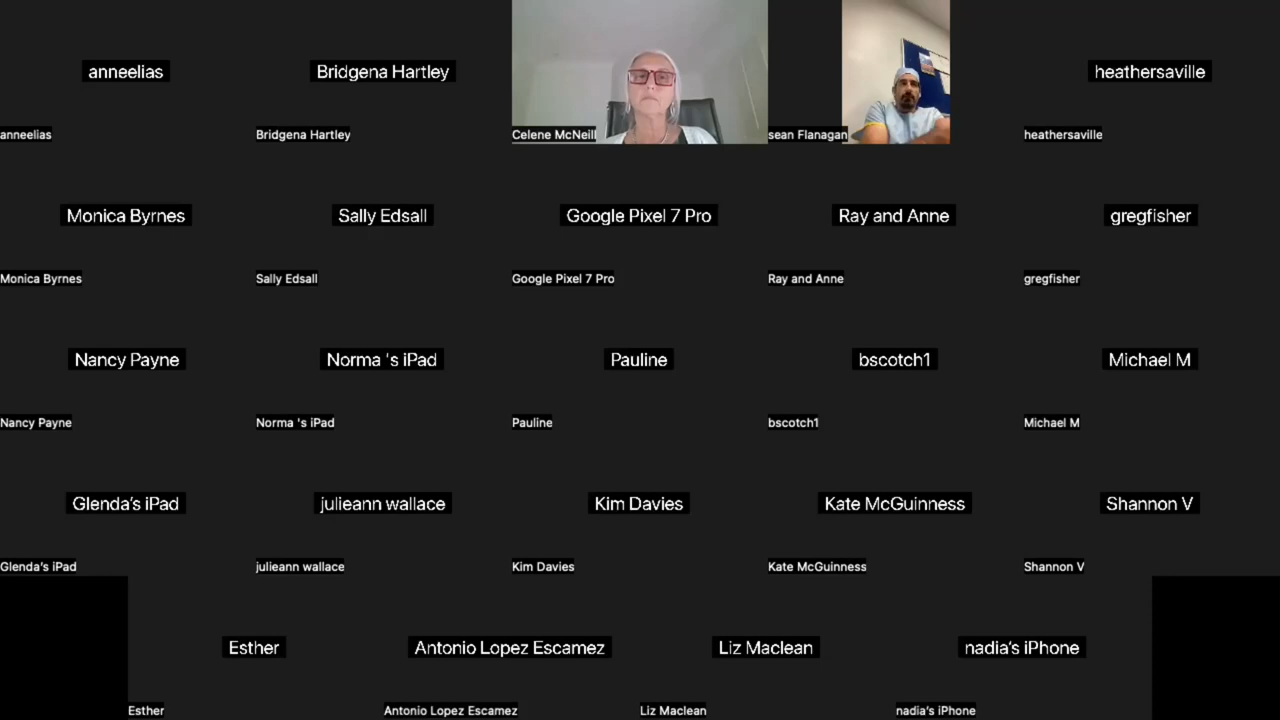 anneelias
Bridgena Hartley
heathersaville
anneelias
Bridgena Hartley
Celene McNeill
sean Flanagan
heathersaville
Monica Byrnes
Sally Edsall
Google Pixel 7 Pro
Ray and Anne
gregfisher
Monica Byrnes
Sally Edsall
Google Pixel 7 Pro
Ray and Anne
gregfisher
Nancy Payne
Norma 's iPad
Pauline
bscotch1
Michael M
Nancy Payne
Norma 's iPad
Pauline
bscotch1
Michael M
Glenda's iPad
julieann wallace
Kim Davies
Kate McGuinness
Shannon V
Glenda's iPad
julieann wallace
Kim Davies
Kate McGuinness
Shannon V
Esther
Antonio Lopez Escamez
Liz Maclean
nadia's iPhone
Esther
Antonio Lopez Escamez
Liz Maclean
nadia's iPhone